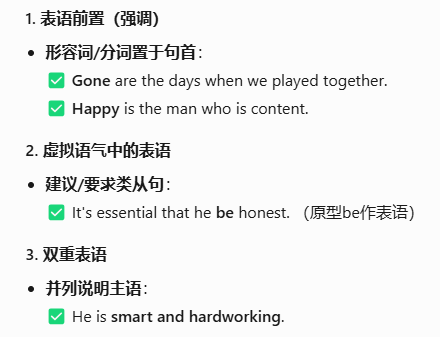 1. 表语前置（强调）
• 形容词/分词置于句首：
✅ Gone are the days when we played together.
✅ Happy is the man who is content.
2. 虚拟语气中的表语
• 建议/要求类从句：
✅ It's essential that he be honest. （原型be作表语）
3. 双重表语
• 并列说明主语：
✅ He is smart and hardworking.